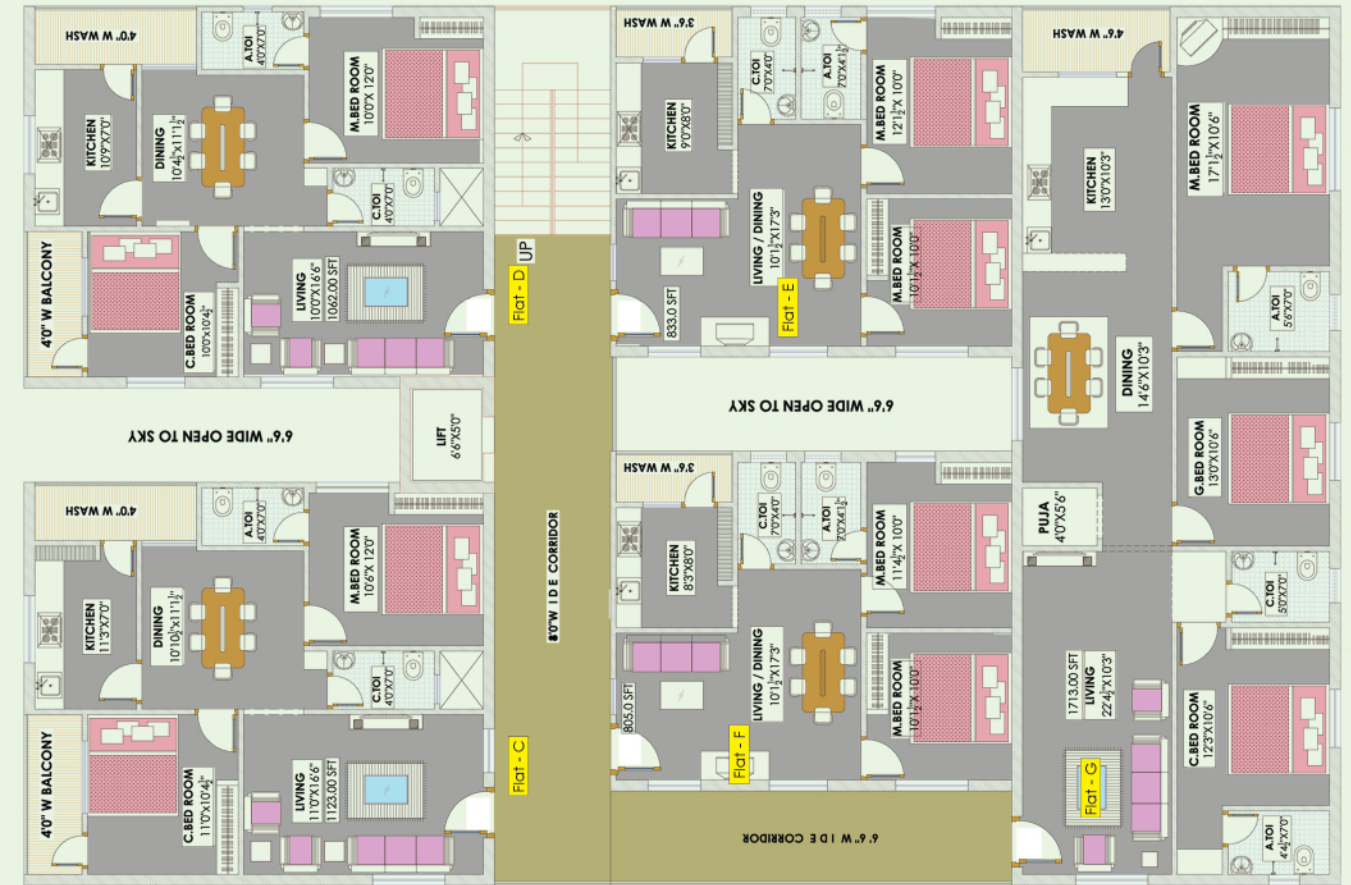 4'0" W WASH
A.TOI
4'0"X7'0"
M.BED ROOM
10'0"X 12'0"
KITCHEN
10'9"X7'0"
DINING
10'4½"X11'1½"
C.TOI
4'0"X7'0"
4'0" W BALCONY
C.BED ROOM
10'0"X10'4½"
LIVING
10'0"X16'6"
1062.00 SFT
Flat - D
UP
6'6" WIDE OPEN TO SKY
LIFT
6'6"X5'0"
4'0" W WASH
A.TOI
4'0"X7'0"
M.BED ROOM
10'6"X 12'0"
KITCHEN
11'3"X7'0"
DINING
10'10½"X11'1½"
C.TOI
4'0"X7'0"
4'0" W BALCONY
C.BED ROOM
11'0"X10'4½"
LIVING
11'0"X16'6"
1123.00 SFT
Flat - C
8'0"W I D E CORRIDOR
3'6" W WASH
C.TOI
7'0"X4'0"
A.TOI
7'0"X4'1½"
M.BED ROOM
12'1½"X 10'0"
KITCHEN
9'0"X8'0"
LIVING / DINING
10'1½"X17'3"
M.BED ROOM
10'1½"X 10'0"
833.0 SFT
Flat - E
6'6" WIDE OPEN TO SKY
3'6" W WASH
C.TOI
7'0"X4'0"
A.TOI
7'0"X4'1½"
M.BED ROOM
11'4½"X 10'0"
KITCHEN
8'3"X8'0"
LIVING / DINING
10'1½"X17'3"
M.BED ROOM
10'1½"X 10'0"
805.0 SFT
Flat - F
6'6" W I DE CORRIDOR
4'6" W WASH
M.BED ROOM
17'1½"X10'6"
KITCHEN
13'0"X10'3"
A.TOI
5'6"X7'0"
DINING
14'6"X10'3"
G.BED ROOM
13'0"X10'6"
PUJA
4'0"X5'6"
C.TOI
5'0"X7'0"
1713.00 SFT
LIVING
22'4½"X10'3"
C.BED ROOM
12'3"X10'6"
Flat - G
A.TOI
4'4½"X7'0"